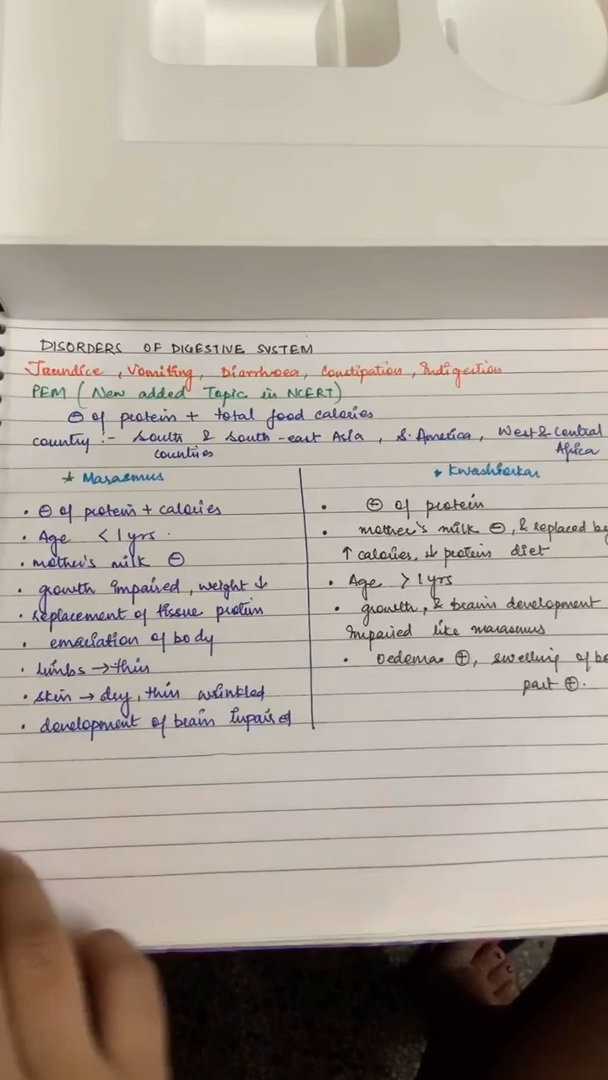 DISORDERS OF DIGESTIVE SYSTEM
Jaundice, Vomiting, Diarrhoea, Constipation, Indigestion
PEM (New added Topic in NCERT)
⊖ of protein + total food calories
country :- South & South-east Asia, S. America, West & Central
countries Africa
★ Marasmus
• ⊖ of protein + calories
• Age < 1 yrs.
• mother's milk ⊖
• growth impaired, weight ↓
• replacement of tissue protein
• emaciation of body
• limbs → thin
• skin → dry, thin wrinkled
• development of brain Impaired
★ Kwashiorkar
• ⊖ of protein
• mother's milk ⊖, & replaced by
↑ calories, ↓ protein diet
• Age > 1 yrs
• growth, & brain development
Impaired like marasmus
• Oedema ⊕, swelling of
part ⊕.